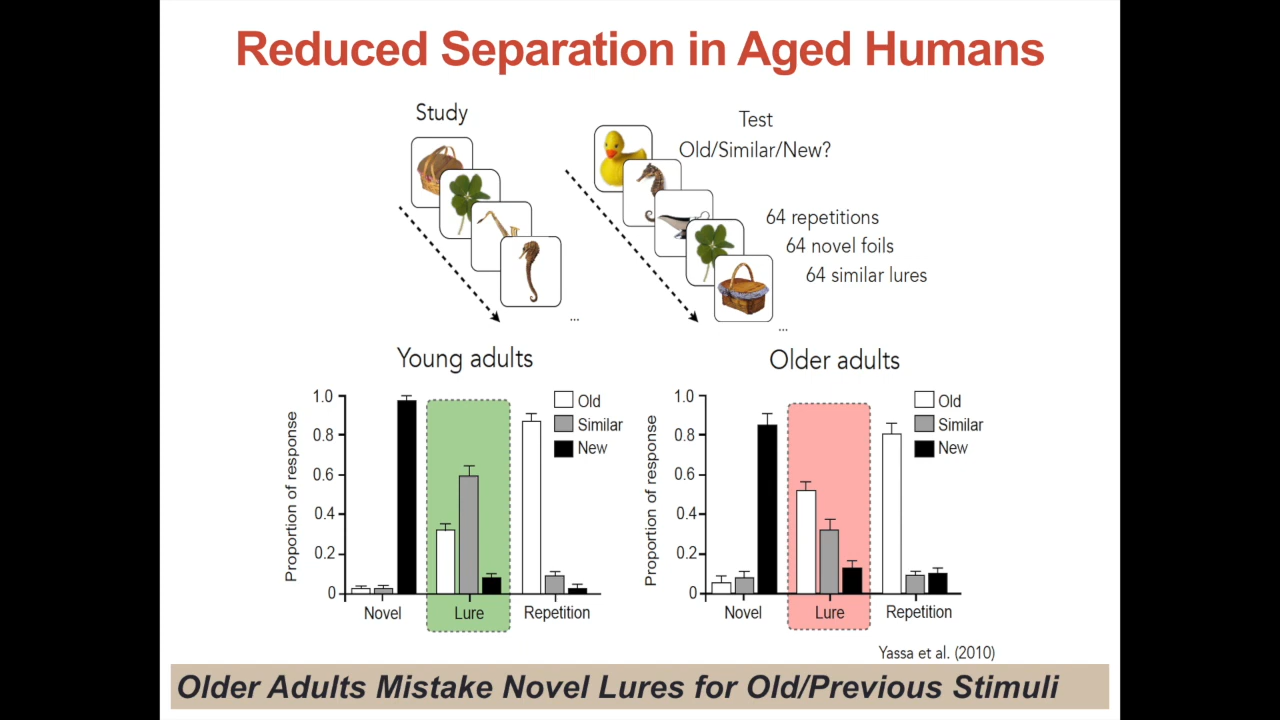 Reduced Separation in Aged Humans
Study
Test
Old/Similar/New?
64 repetitions
64 novel foils
64 similar lures
...
...
Young adults
Proportion of response
1.0
0.8
0.6
0.4
0.2
0
Old
Similar
New
Novel
Lure
Repetition
Older adults
Proportion of response
1.0
0.8
0.6
0.4
0.2
0
Old
Similar
New
Novel
Lure
Repetition
Yassa et al. (2010)
Older Adults Mistake Novel Lures for Old/Previous Stimuli